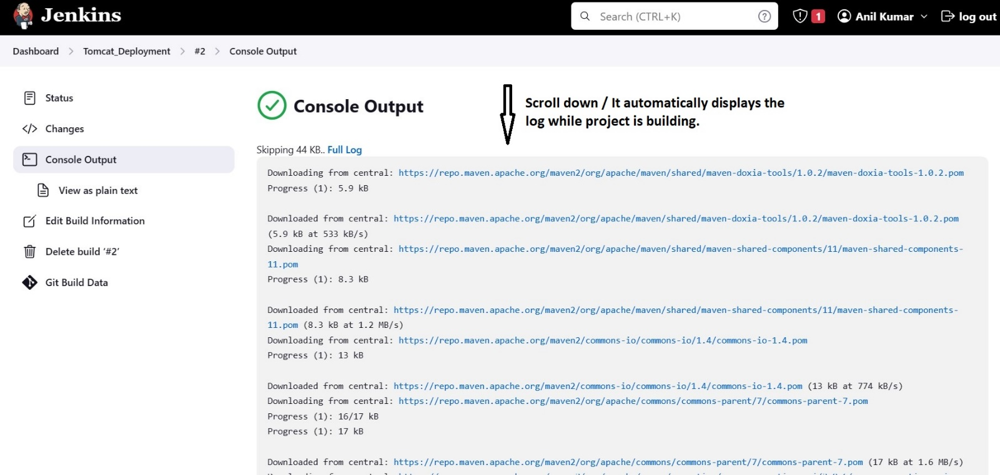 Jenkins
Search (CTRL+K)
1
Anil Kumar
log out
Dashboard
Tomcat_Deployment
#2
Console Output
Status
Changes
Console Output
View as plain text
Edit Build Information
Delete build ‘#2’
Git Build Data
Console Output
Scroll down / It automatically displays the
log while project is building.
Skipping 44 KB.. Full Log
Downloading from central: https://repo.maven.apache.org/maven2/org/apache/maven/shared/maven-doxia-tools/1.0.2/maven-doxia-tools-1.0.2.pom
Progress (1): 5.9 kB
Downloaded from central: https://repo.maven.apache.org/maven2/org/apache/maven/shared/maven-doxia-tools/1.0.2/maven-doxia-tools-1.0.2.pom
(5.9 kB at 533 kB/s)
Downloading from central: https://repo.maven.apache.org/maven2/org/apache/maven/shared/maven-shared-components/11/maven-shared-components-
11.pom
Progress (1): 8.3 kB
Downloaded from central: https://repo.maven.apache.org/maven2/org/apache/maven/shared/maven-shared-components/11/maven-shared-components-
11.pom (8.3 kB at 1.2 MB/s)
Downloading from central: https://repo.maven.apache.org/maven2/commons-io/commons-io/1.4/commons-io-1.4.pom
Progress (1): 13 kB
Downloaded from central: https://repo.maven.apache.org/maven2/commons-io/commons-io/1.4/commons-io-1.4.pom (13 kB at 774 kB/s)
Downloading from central: https://repo.maven.apache.org/maven2/org/apache/commons/commons-parent/7/commons-parent-7.pom
Progress (1): 16/17 kB
Progress (1): 17 kB
Downloaded from central: https://repo.maven.apache.org/maven2/org/apache/commons/commons-parent/7/commons-parent-7.pom (17 kB at 1.6 MB/s)